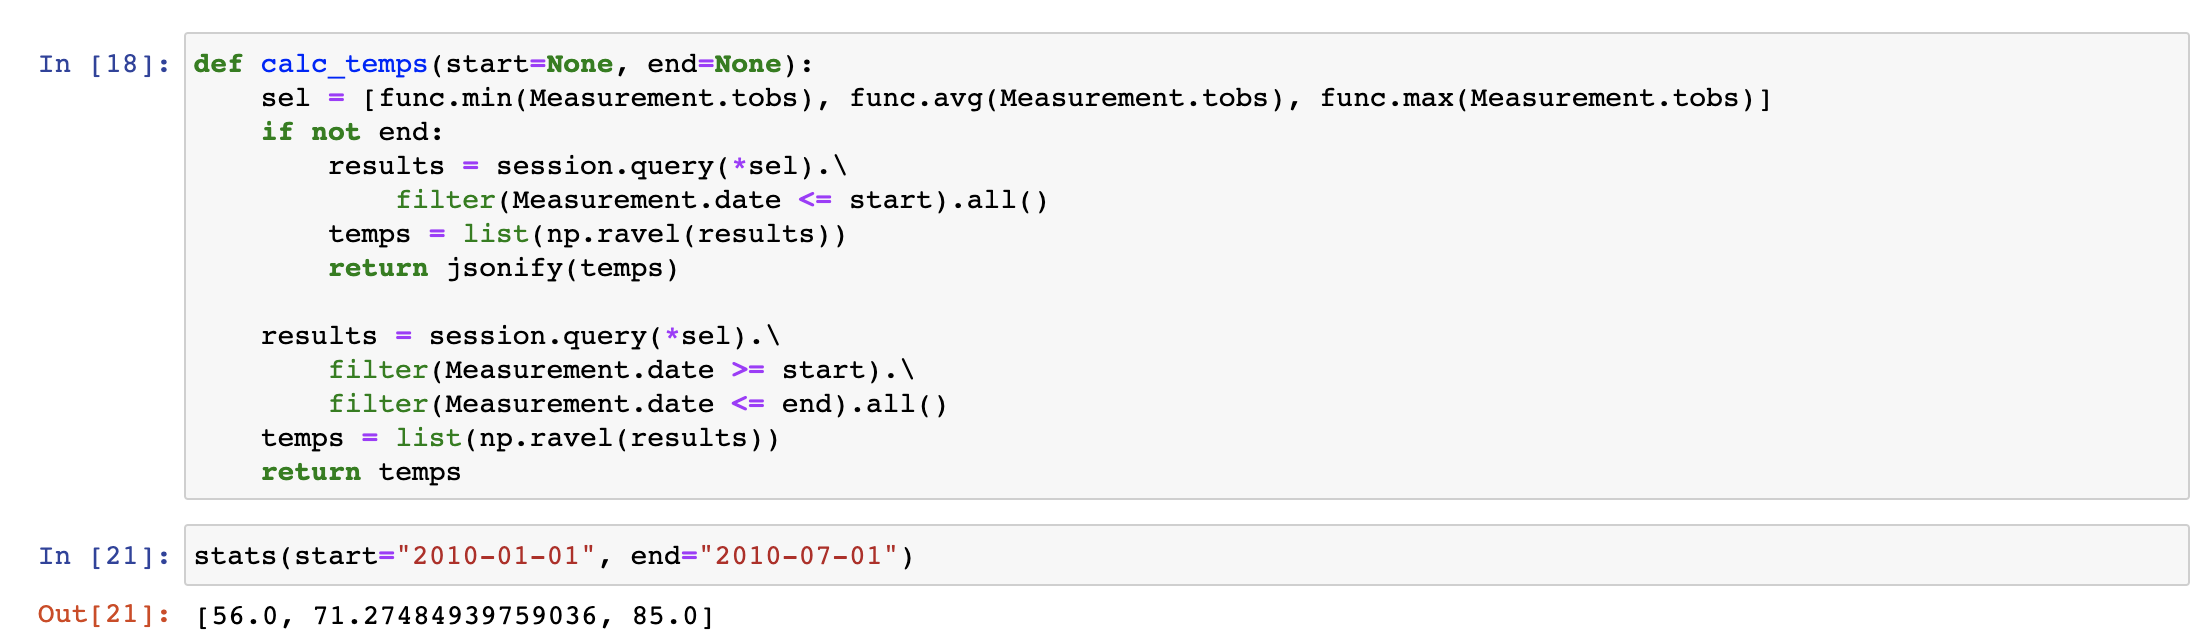 In [18]: def calc_temps(start=None, end=None):
    sel = [func.min(Measurement.tobs), func.avg(Measurement.tobs), func.max(Measurement.tobs)]
    if not end:
        results = session.query(*sel).\
            filter(Measurement.date <= start).all()
        temps = list(np.ravel(results))
        return jsonify(temps)

    results = session.query(*sel).\
        filter(Measurement.date >= start).\
        filter(Measurement.date <= end).all()
    temps = list(np.ravel(results))
    return temps
In [21]: stats(start="2010-01-01", end="2010-07-01")
Out[21]: [56.0, 71.27484939759036, 85.0]